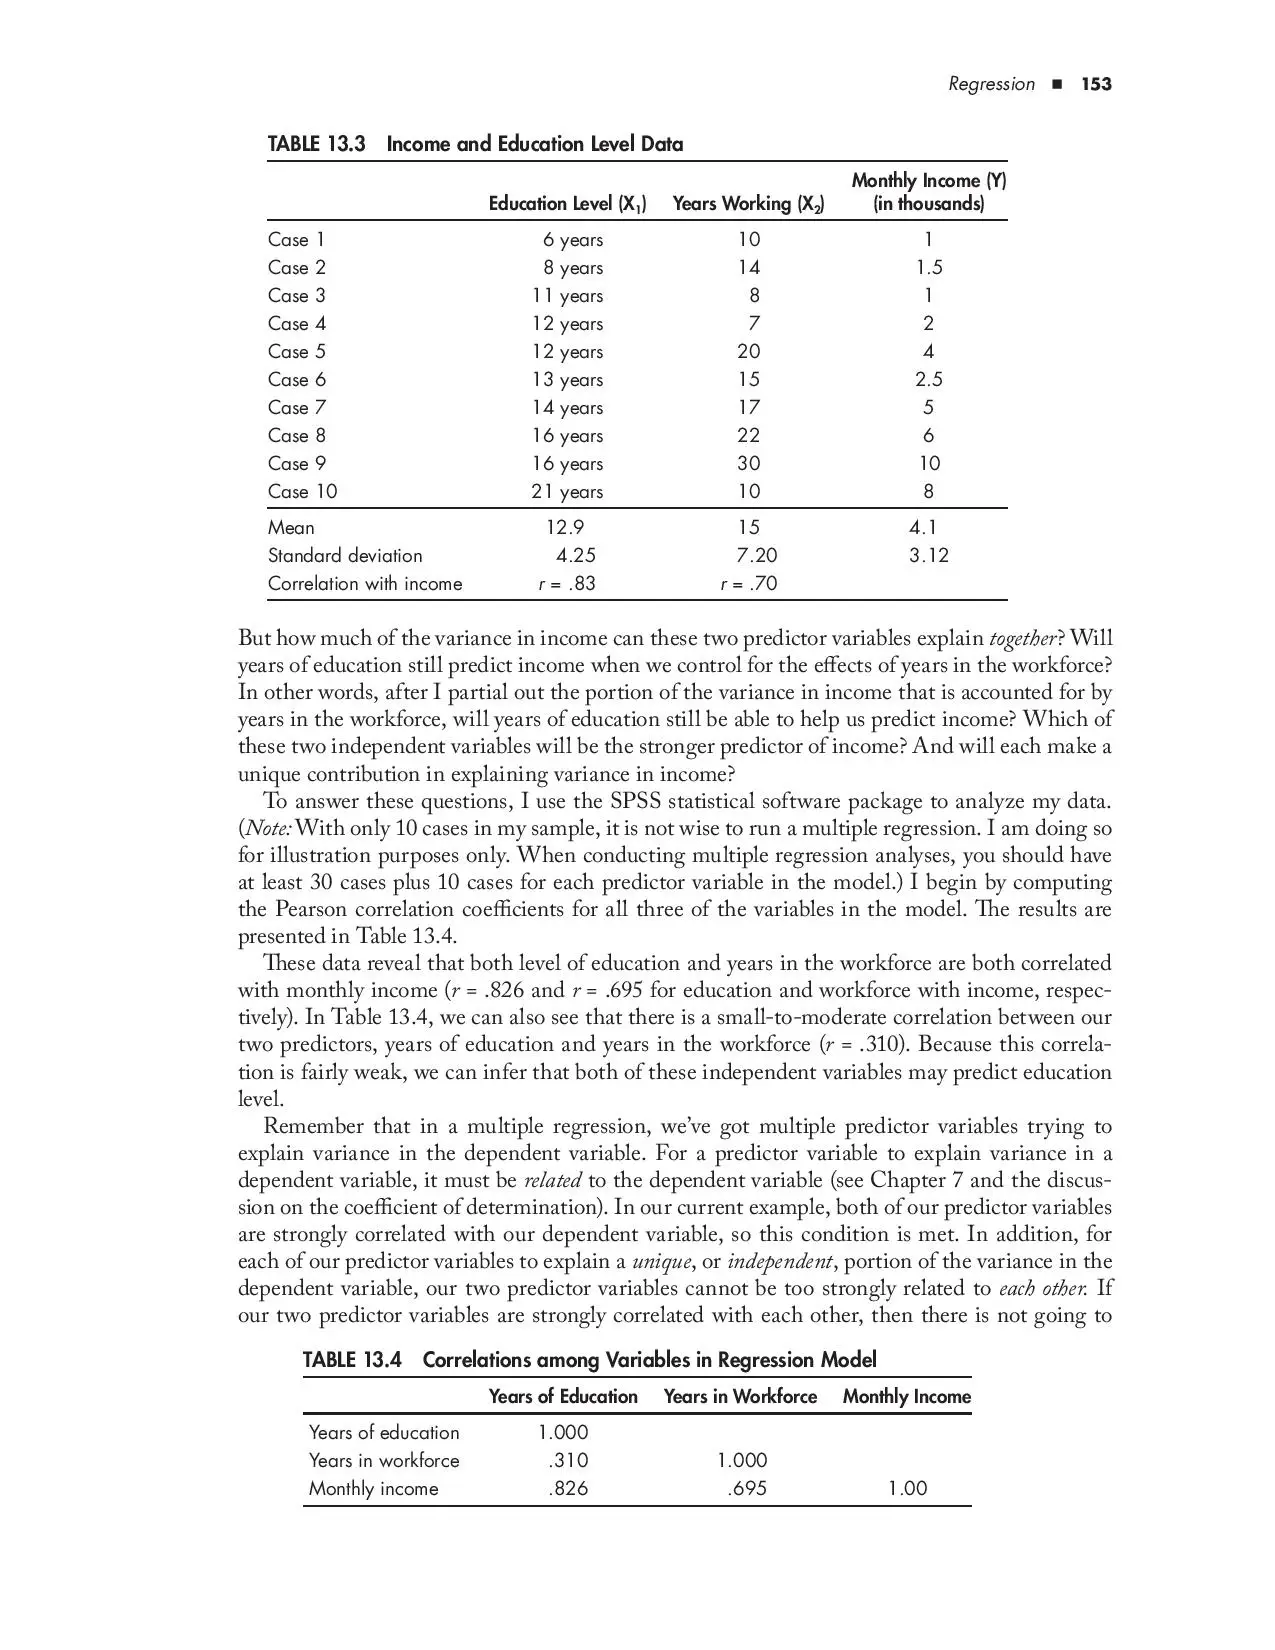 Regression ■ 153
TABLE 13.3 Income and Education Level Data
Education Level (X₁) Years Working (X₂) Monthly Income (Y) (in thousands)
Case 1 6 years 10 1
Case 2 8 years 14 1.5
Case 3 11 years 8 1
Case 4 12 years 7 2
Case 5 12 years 20 4
Case 6 13 years 15 2.5
Case 7 14 years 17 5
Case 8 16 years 22 6
Case 9 16 years 30 10
Case 10 21 years 10 8
Mean 12.9 15 4.1
Standard deviation 4.25 7.20 3.12
Correlation with income r = .83 r = .70
But how much of the variance in income can these two predictor variables explain together? Will
years of education still predict income when we control for the effects of years in the workforce?
In other words, after I partial out the portion of the variance in income that is accounted for by
years in the workforce, will years of education still be able to help us predict income? Which of
these two independent variables will be the stronger predictor of income? And will each make a
unique contribution in explaining variance in income?
To answer these questions, I use the SPSS statistical software package to analyze my data.
(Note: With only 10 cases in my sample, it is not wise to run a multiple regression. I am doing so
for illustration purposes only. When conducting multiple regression analyses, you should have
at least 30 cases plus 10 cases for each predictor variable in the model.) I begin by computing
the Pearson correlation coefficients for all three of the variables in the model. The results are
presented in Table 13.4.
These data reveal that both level of education and years in the workforce are both correlated
with monthly income (r = .826 and r = .695 for education and workforce with income, respec-
tively). In Table 13.4, we can also see that there is a small-to-moderate correlation between our
two predictors, years of education and years in the workforce (r = .310). Because this correla-
tion is fairly weak, we can infer that both of these independent variables may predict education
level.
Remember that in a multiple regression, we've got multiple predictor variables trying to
explain variance in the dependent variable. For a predictor variable to explain variance in a
dependent variable, it must be related to the dependent variable (see Chapter 7 and the discus-
sion on the coefficient of determination). In our current example, both of our predictor variables
are strongly correlated with our dependent variable, so this condition is met. In addition, for
each of our predictor variables to explain a unique, or independent, portion of the variance in the
dependent variable, our two predictor variables cannot be too strongly related to each other. If
our two predictor variables are strongly correlated with each other, then there is not going to
TABLE 13.4 Correlations among Variables in Regression Model
Years of Education Years in Workforce Monthly Income
Years of education 1.000
Years in workforce .310 1.000
Monthly income .826 .695 1.00